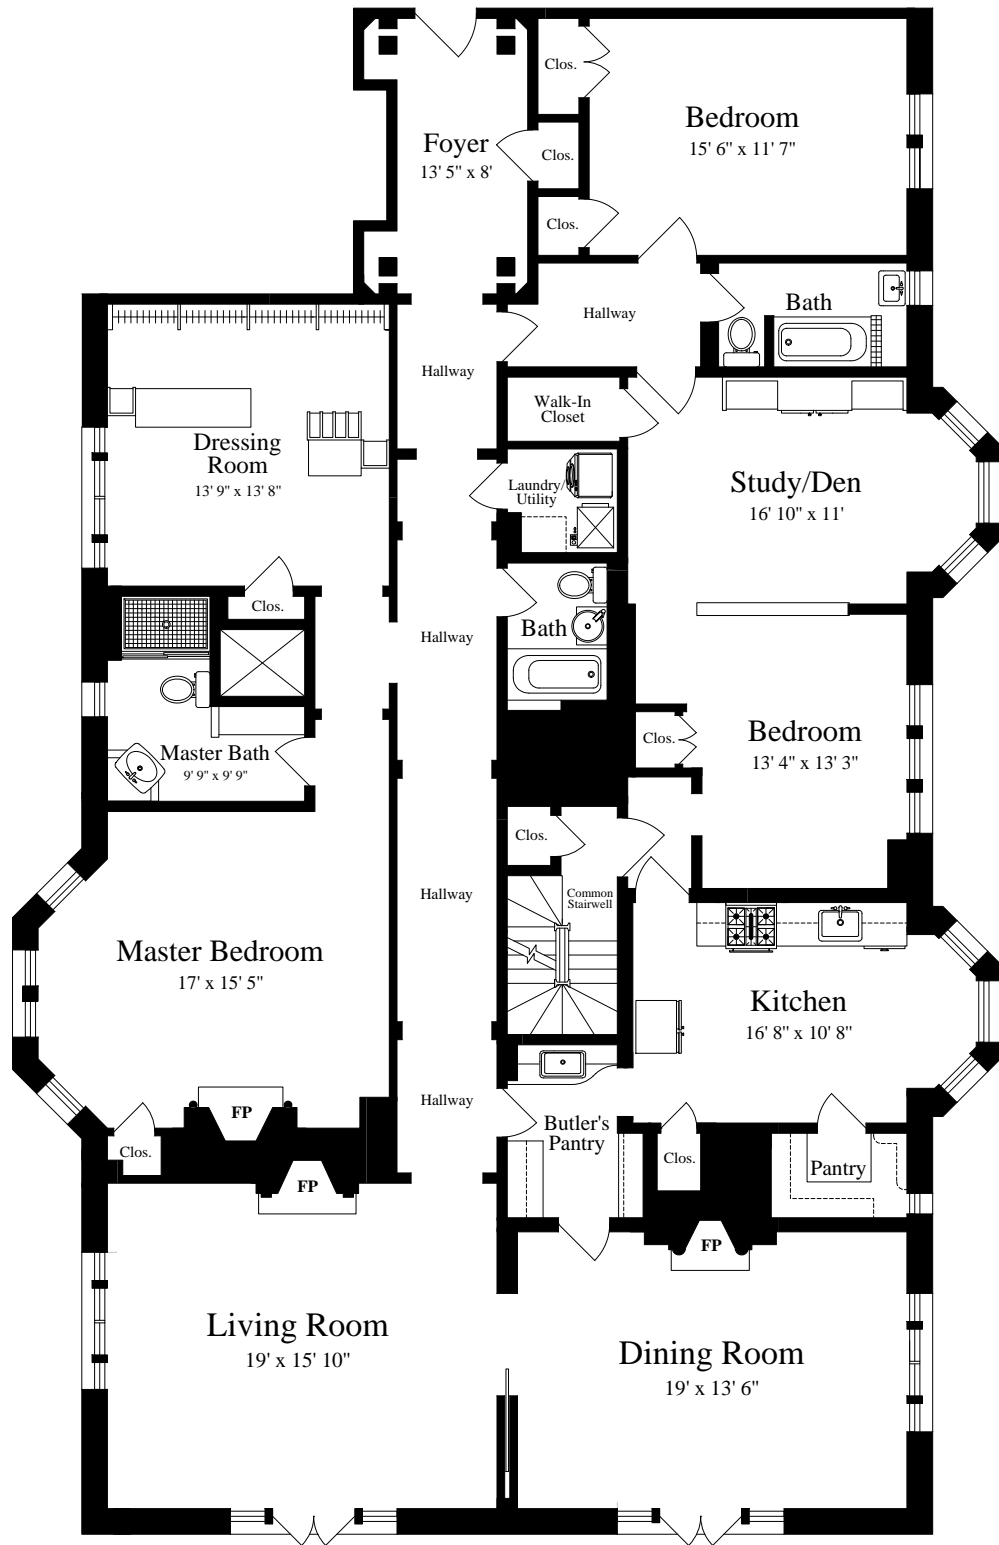 Clos.
Bedroom
15' 6" x 11' 7"
Foyer
13' 5" x 8'
Clos.
Clos.
Bath
Hallway
Hallway
Walk-In
Closet
Dressing
Room
13' 9" x 13' 8"
Laundry/
Utility
Study/Den
16' 10" x 11'
Clos.
Hallway
Bath
Master Bath
9' 9" x 9' 9"
Clos.
Bedroom
13' 4" x 13' 3"
Clos.
Hallway
Common
Stairwell
Master Bedroom
17' x 15' 5"
Kitchen
16' 8" x 10' 8"
Hallway
FP
Butler's
Pantry
Clos.
Clos.
Pantry
FP
FP
Living Room
19' x 15' 10"
Dining Room
19' x 13' 6"